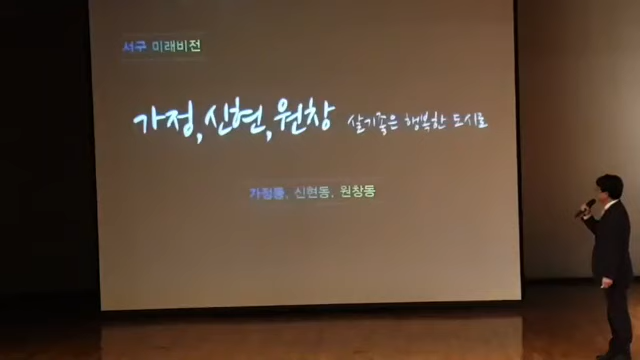 서구 미래비전
가정,신현,원창 살기좋은 행복한 도시로
가정동, 신현동, 원창동